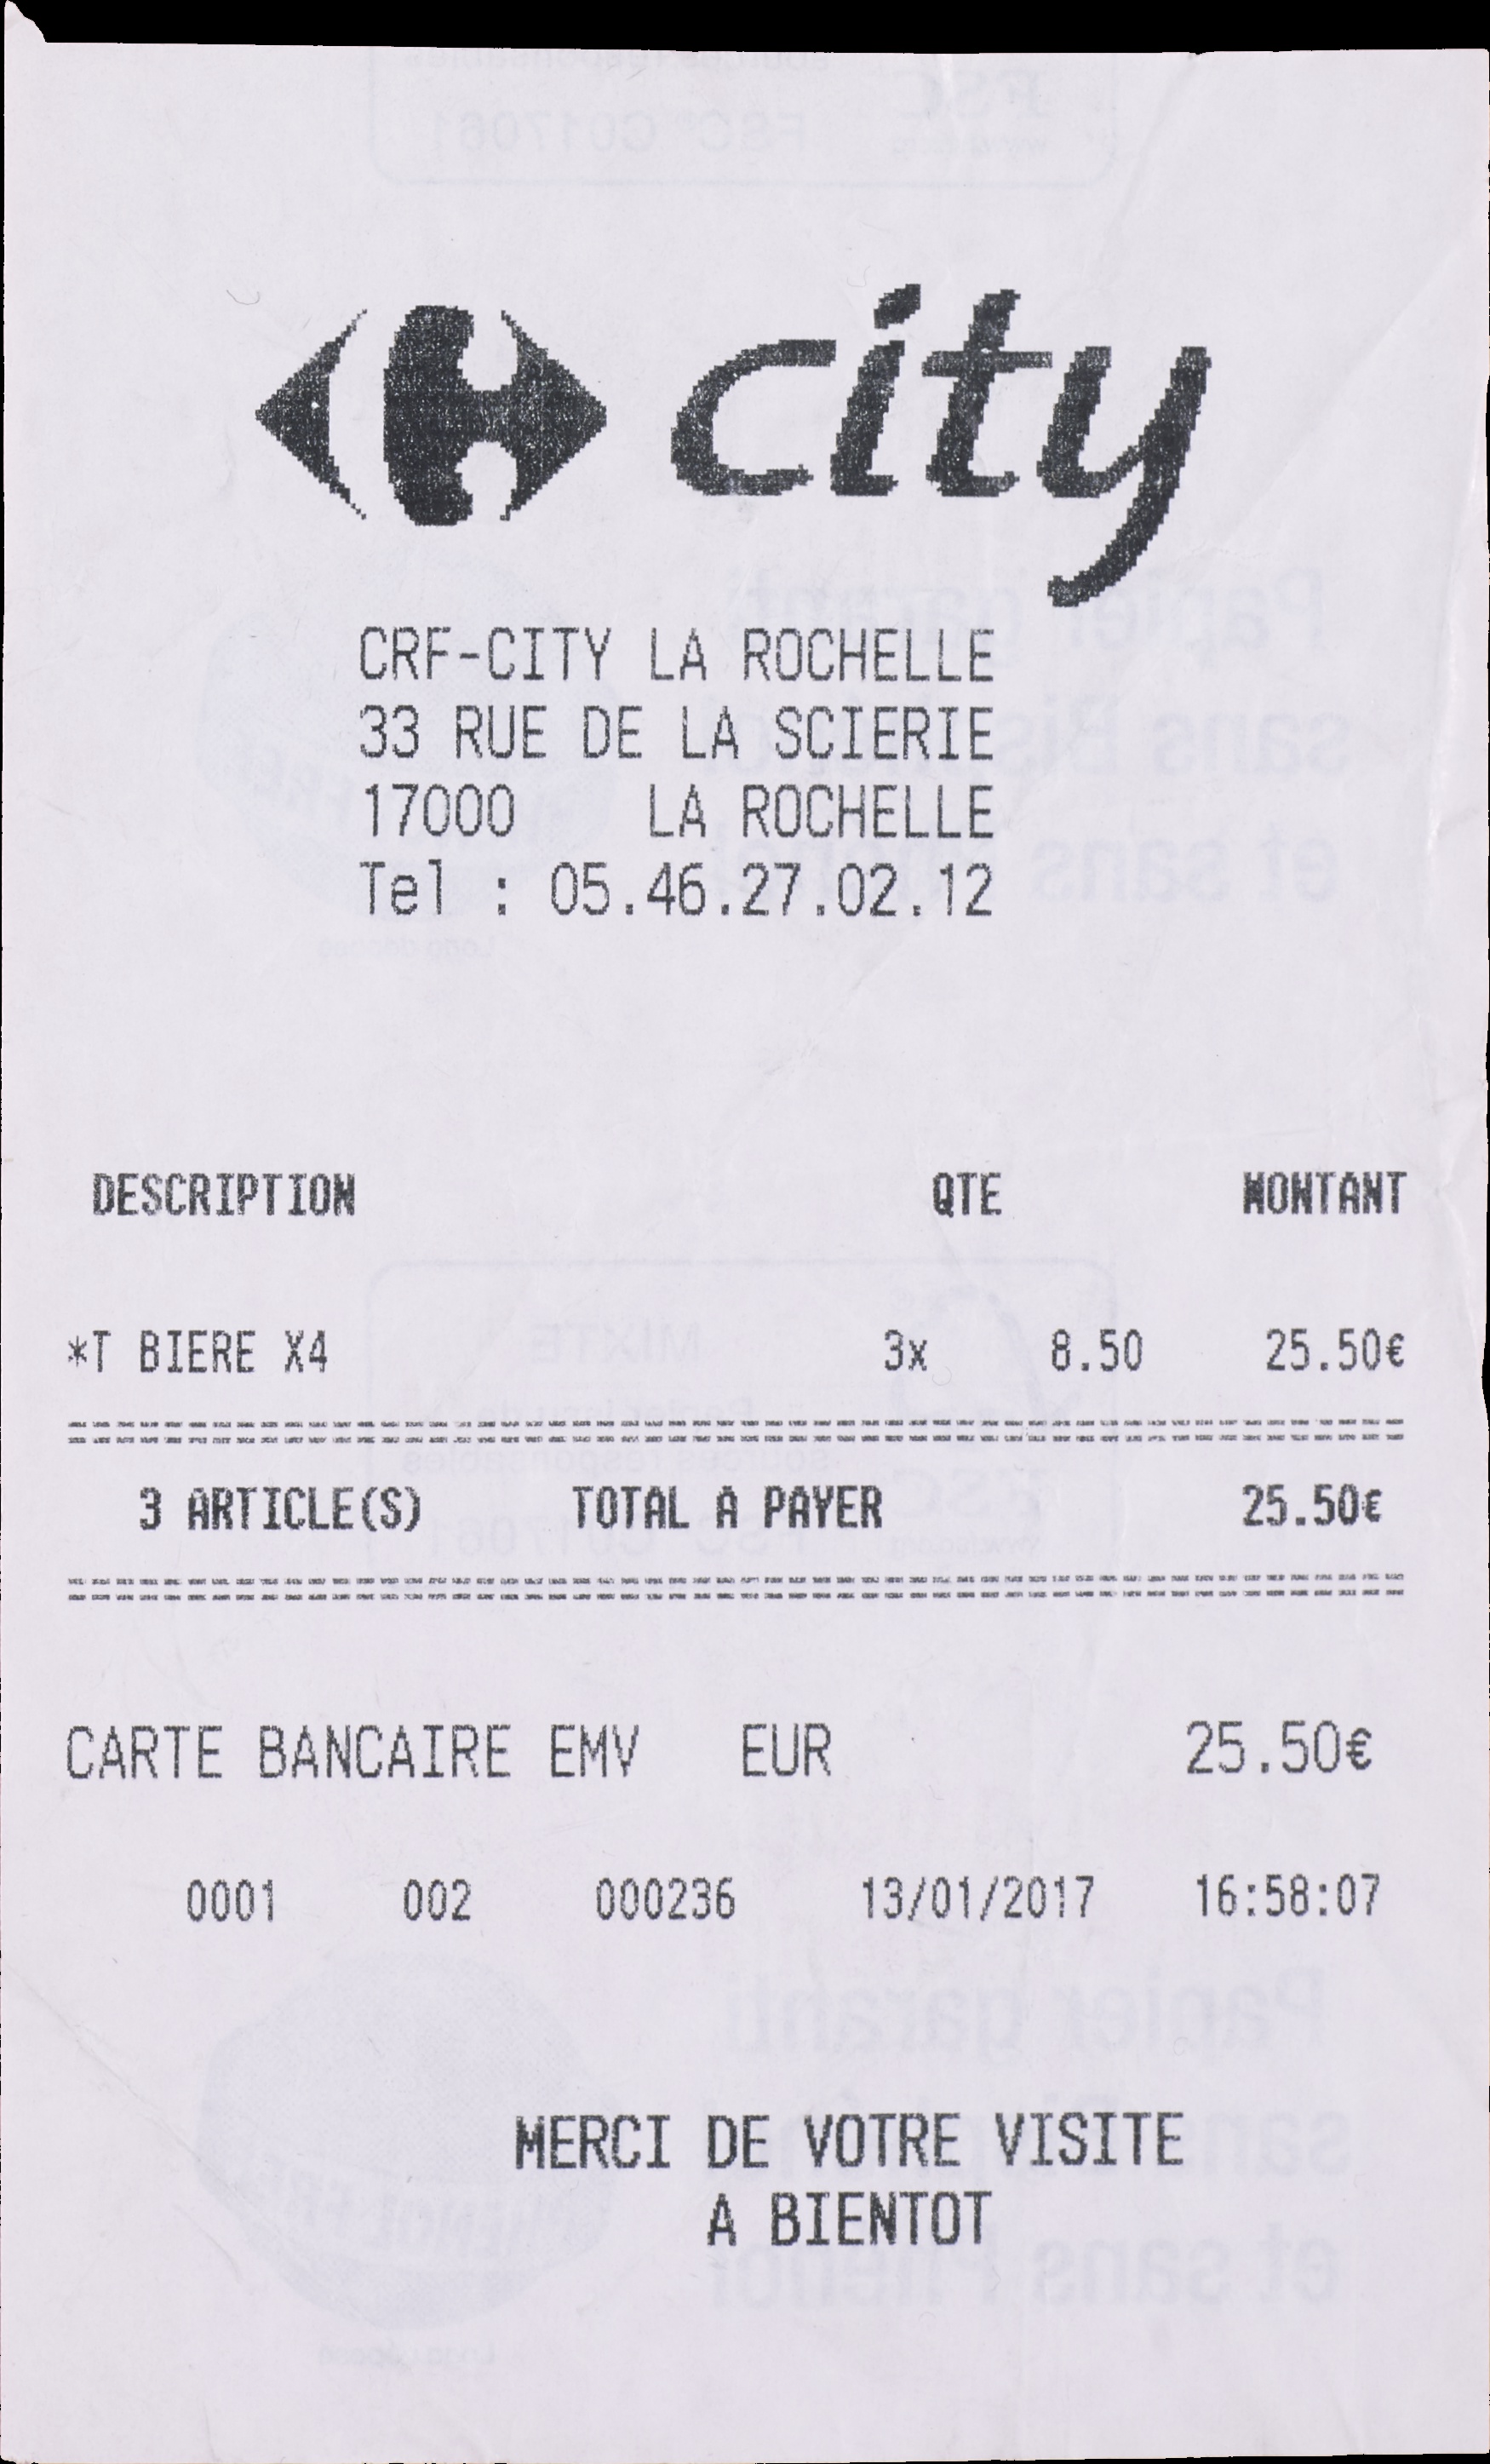 city
CRF-CITY LA ROCHELLE
33 RUE DE LA SCIERIE
17000 LA ROCHELLE
Tel : 05.46.27.02.12
DESCRIPTION QTE MONTANT
*T BIERE X4 3x 8.50 25.50€
3 ARTICLE(S) TOTAL A PAYER 25.50€
CARTE BANCAIRE EMV EUR 25.50€
0001 002 000236 13/01/2017 16:58:07
MERCI DE VOTRE VISITE
A BIENTOT